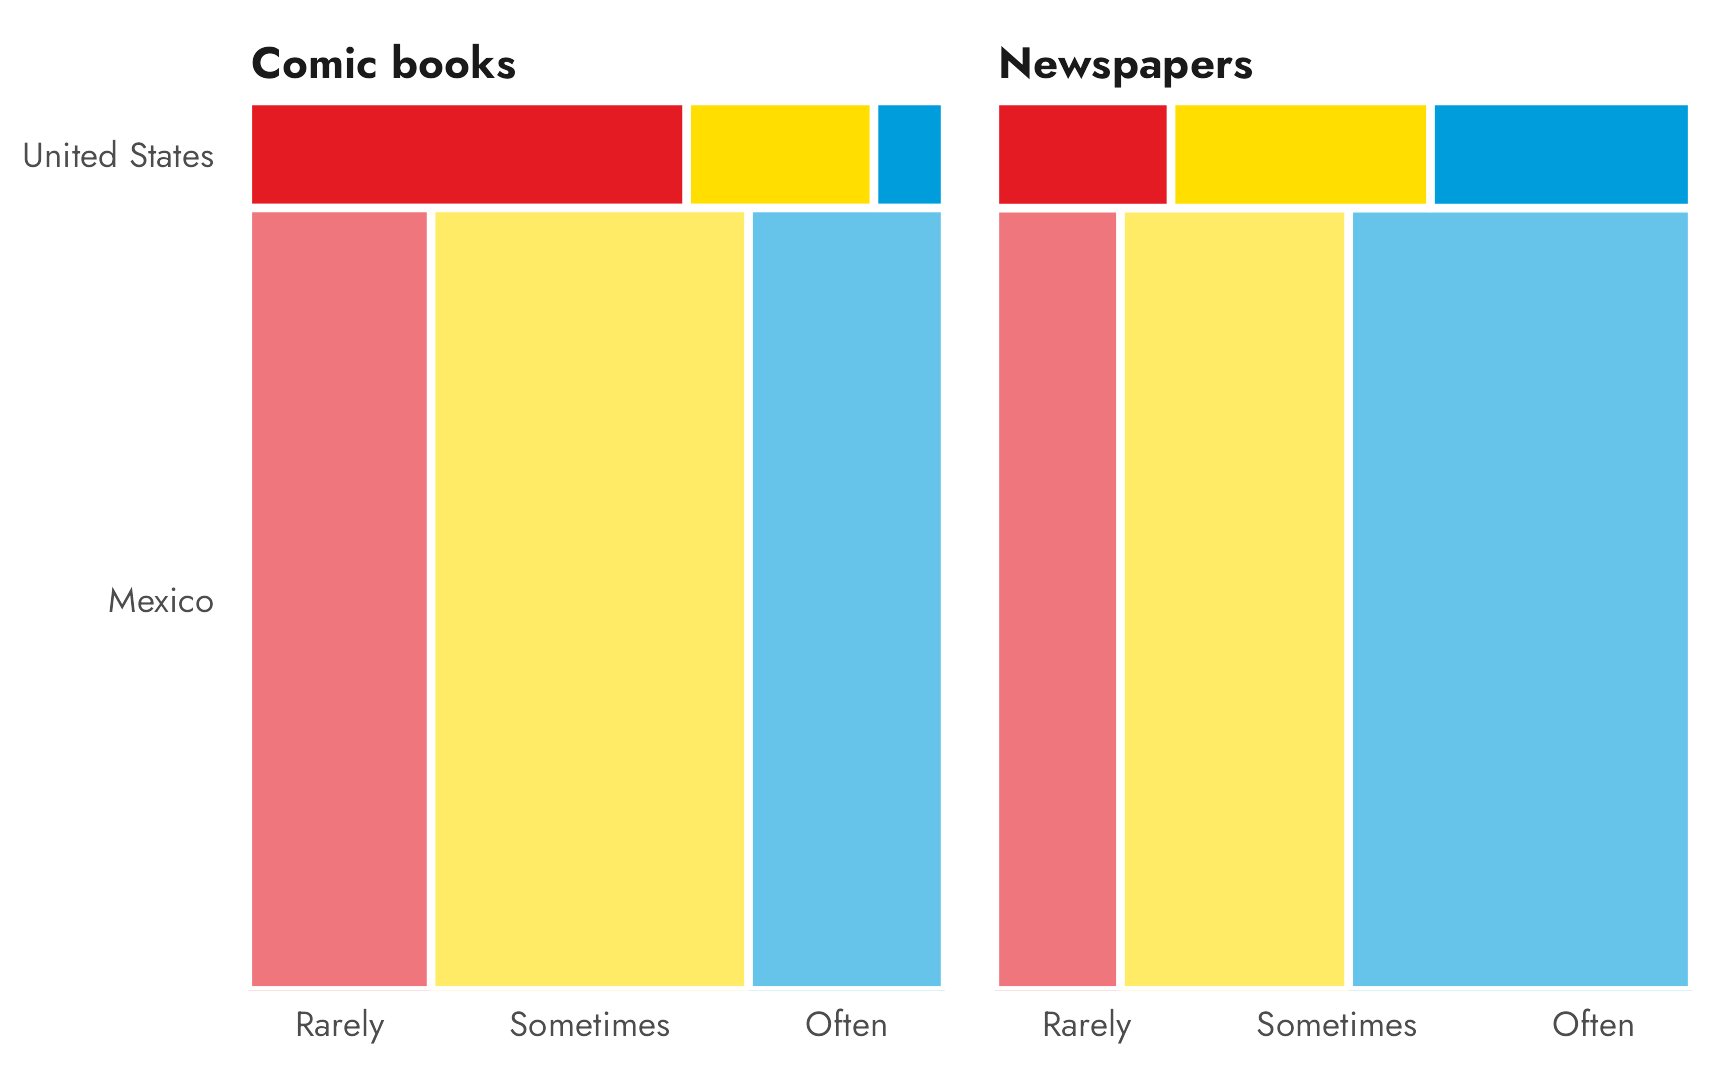 Comic books
Newspapers
United States
Mexico
Rarely
Sometimes
Often
Rarely
Sometimes
Often